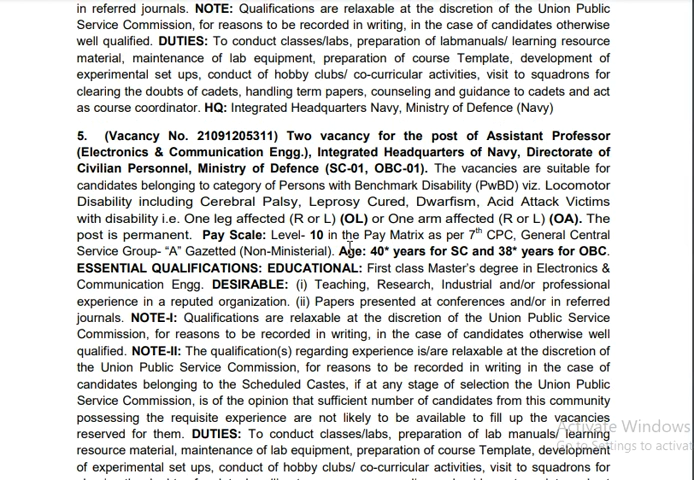 in referred journals. NOTE: Qualifications are relaxable at the discretion of the Union Public
Service Commission, for reasons to be recorded in writing, in the case of candidates otherwise
well qualified. DUTIES: To conduct classes/labs, preparation of labmanuals/ learning resource
material, maintenance of lab equipment, preparation of course Template, development of
experimental set ups, conduct of hobby clubs/ co-curricular activities, visit to squadrons for
clearing the doubts of cadets, handling term papers, counseling and guidance to cadets and act
as course coordinator. HQ: Integrated Headquarters Navy, Ministry of Defence (Navy)
5. (Vacancy No. 21091205311) Two vacancy for the post of Assistant Professor
(Electronics & Communication Engg.), Integrated Headquarters of Navy, Directorate of
Civilian Personnel, Ministry of Defence (SC-01, OBC-01). The vacancies are suitable for
candidates belonging to category of Persons with Benchmark Disability (PwBD) viz. Locomotor
Disability including Cerebral Palsy, Leprosy Cured, Dwarfism, Acid Attack Victims
with disability i.e. One leg affected (R or L) (OL) or One arm affected (R or L) (OA). The
post is permanent. Pay Scale: Level- 10 in the Pay Matrix as per 7th CPC, General Central
Service Group- “A” Gazetted (Non-Ministerial). Age: 40* years for SC and 38* years for OBC.
ESSENTIAL QUALIFICATIONS: EDUCATIONAL: First class Master’s degree in Electronics &
Communication Engg. DESIRABLE: (i) Teaching, Research, Industrial and/or professional
experience in a reputed organization. (ii) Papers presented at conferences and/or in referred
journals. NOTE-I: Qualifications are relaxable at the discretion of the Union Public Service
Commission, for reasons to be recorded in writing, in the case of candidates otherwise well
qualified. NOTE-II: The qualification(s) regarding experience is/are relaxable at the discretion of
the Union Public Service Commission, for reasons to be recorded in writing in the case of
candidates belonging to the Scheduled Castes, if at any stage of selection the Union Public
Service Commission, is of the opinion that sufficient number of candidates from this community
possessing the requisite experience are not likely to be available to fill up the vacancies
reserved for them. DUTIES: To conduct classes/labs, preparation of lab manuals/ learning
resource material, maintenance of lab equipment, preparation of course Template, development
of experimental set ups, conduct of hobby clubs/ co-curricular activities, visit to squadrons for
Activate Windows
Go to Settings to activat